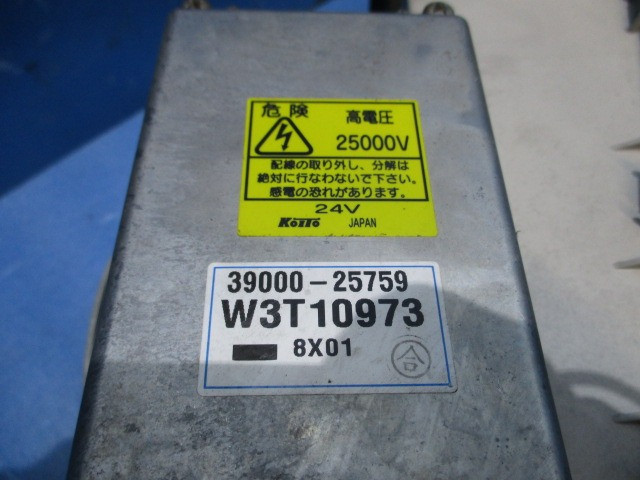 危険 高電圧
25000V
配線の取り外し、分解は
絶対に行なわないで下さい。
感電の恐れがあります。
24V
KOITO JAPAN
39000-25759
W3T10973
8X01 合